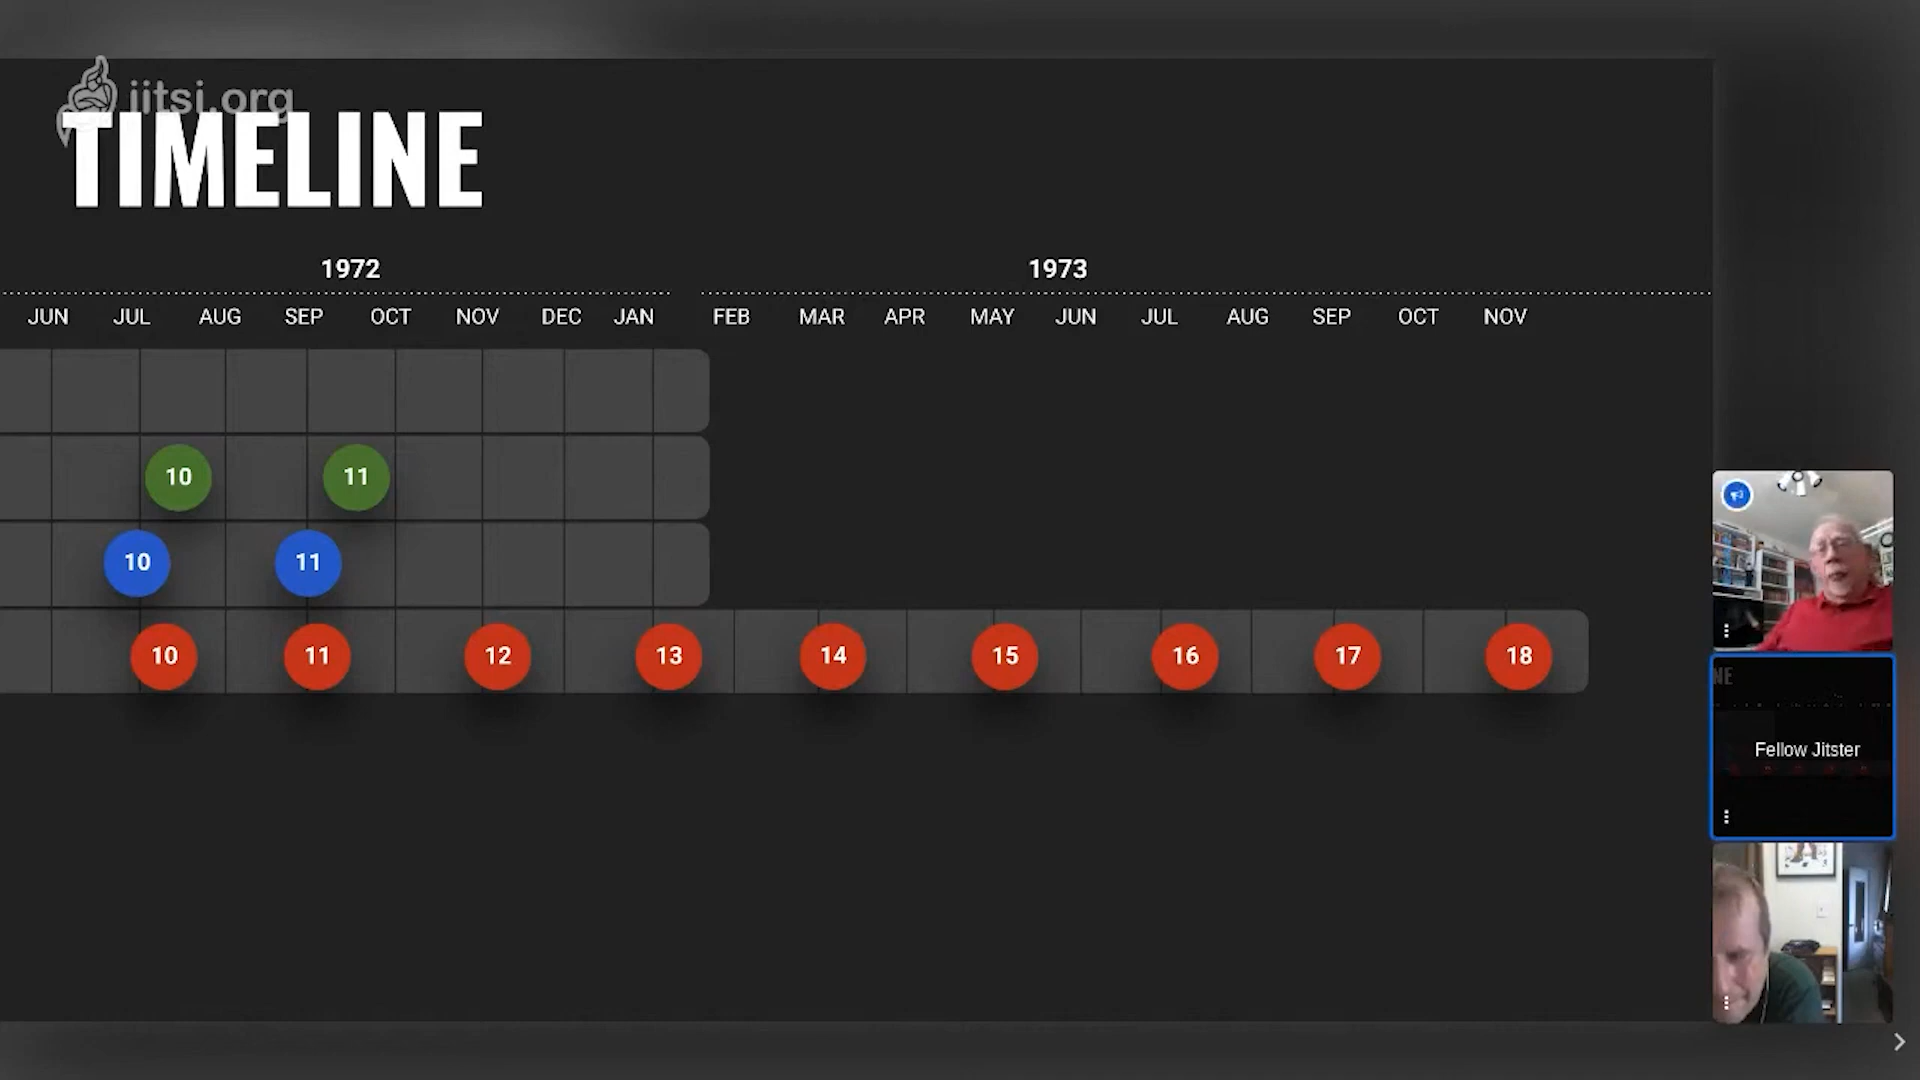 jitsi.org
TIMELINE
1972 1973
JUN JUL AUG SEP OCT NOV DEC JAN FEB MAR APR MAY JUN JUL AUG SEP OCT NOV
10 11
10 11
10 11 12 13 14 15 16 17 18
NE
Fellow Jitster